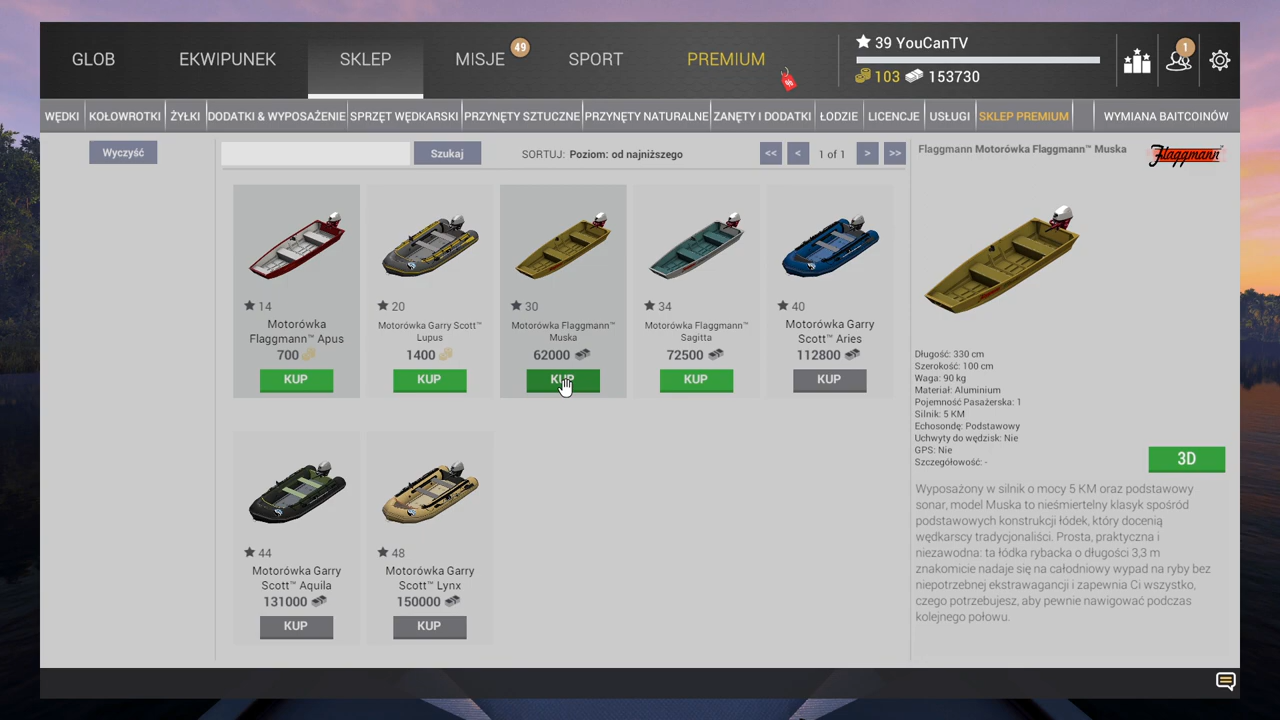 GLOB
EKWIPUNEK
SKLEP
MISJE
49
SPORT
PREMIUM
39 YouCanTV
103 153730
1
WĘDKI
KOŁOWROTKI
ŻYŁKI
DODATKI & WYPOSAŻENIE
SPRZĘT WĘDKARSKI
PRZYNĘTY SZTUCZNE
PRZYNĘTY NATURALNE
ZANĘTY I DODATKI
ŁODZIE
LICENCJE
USŁUGI
SKLEP PREMIUM
WYMIANA BAITCOINÓW
Wyczyść
Szukaj
SORTUJ: Poziom: od najniższego
<< < 1 of 1 > >>
14
Motorówka
Flaggmann™ Apus
700
KUP
20
Motorówka Garry Scott™
Lupus
1400
KUP
30
Motorówka Flaggmann™
Muska
62000
KUP
34
Motorówka Flaggmann™
Sagitta
72500
KUP
40
Motorówka Garry
Scott™ Aries
112800
KUP
44
Motorówka Garry
Scott™ Aquila
131000
KUP
48
Motorówka Garry
Scott™ Lynx
150000
KUP
Flaggmann Motorówka Flaggmann™ Muska
Flaggmann
Długość: 330 cm
Szerokość: 100 cm
Waga: 90 kg
Materiał: Aluminium
Pojemność Pasażerska: 1
Silnik: 5 KM
Echosondę: Podstawowy
Uchwyty do wędzisk: Nie
GPS: Nie
Szczegółowość: -
3D
Wyposażony w silnik o mocy 5 KM oraz podstawowy
sonar, model Muska to nieśmiertelny klasyk spośród
podstawowych konstrukcji łódek, który docenią
wędkarscy tradycjonaliści. Prosta, praktyczna i
niezawodna: ta łódka rybacka o długości 3,3 m
znakomicie nadaje się na całodniowy wypad na ryby bez
niepotrzebnej ekstrawagancji i zapewnia Ci wszystko,
czego potrzebujesz, aby pewnie nawigować podczas
kolejnego połowu.